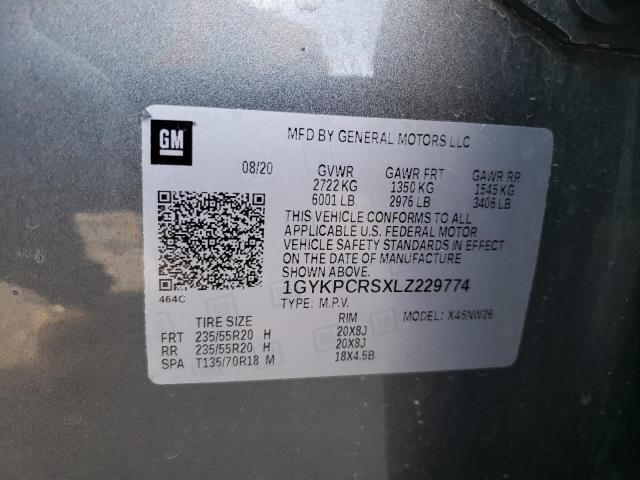 GM
MFD BY GENERAL MOTORS LLC
08/20 GVWR GAWR FRT GAWR RR
2722 KG 1350 KG 1545 KG
6001 LB 2976 LB 3406 LB
THIS VEHICLE CONFORMS TO ALL
APPLICABLE U.S. FEDERAL MOTOR
VEHICLE SAFETY STANDARDS IN EFFECT
ON THE DATE OF MANUFACTURE
SHOWN ABOVE.
464C
1GYKPCRSXLZ229774
TYPE: M.P.V. MODEL: X46NW26
TIRE SIZE RIM
FRT 235/55R20 H 20X8J
RR 235/55R20 H 20X8J
SPA T135/70R18 M 18X4.5B